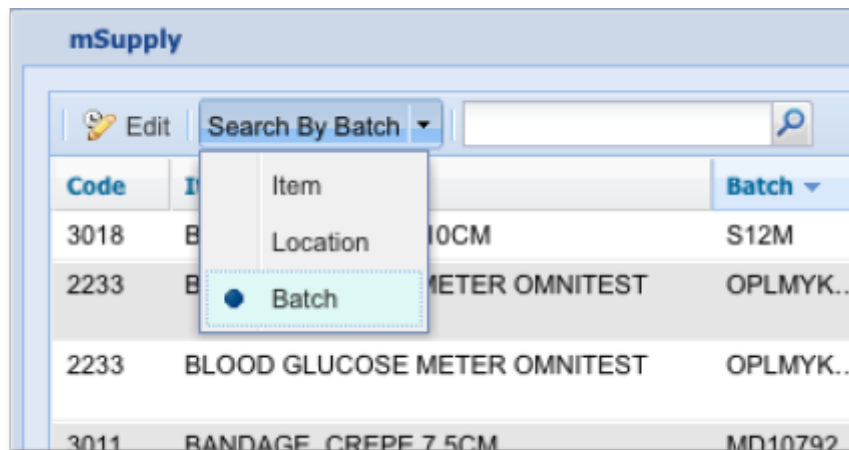 mSupply
Edit Search By Batch
Item
Location
Batch
Code Batch
3018 10CM S12M
2233 METER OMNITEST OPLMYK...
2233 BLOOD GLUCOSE METER OMNITEST OPLMYK...
3011 BANDAGE CREPE 7.5CM MD10792